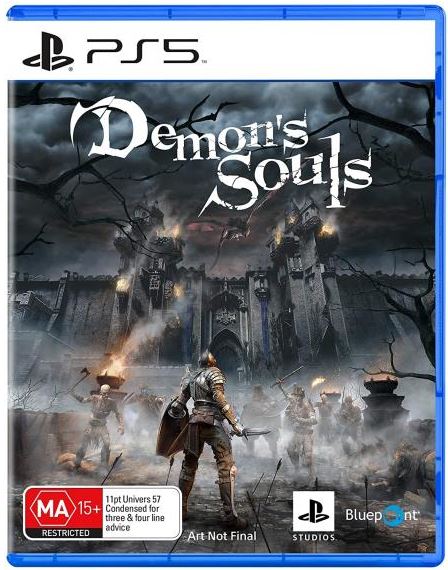 PS5
Demon's
Souls
MA 15+
RESTRICTED
11pt Univers 57
Condensed for
three & four line
advice
Art Not Final
PS
STUDIOS
Bluepoint